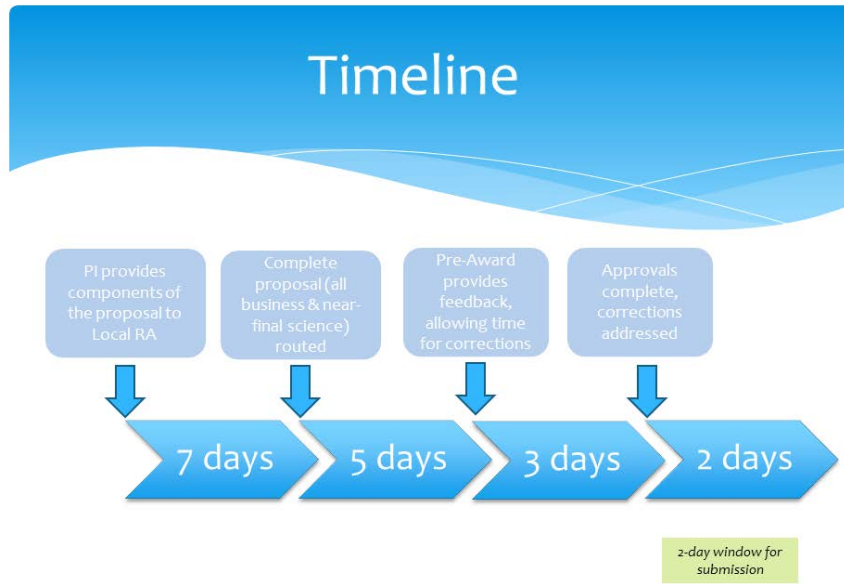 Timeline
PI provides
components of
the proposal to
Local RA
Complete
proposal (all
business & near-
final science)
routed
Pre-Award
provides
feedback,
allowing time
for corrections
Approvals
complete,
corrections
addressed
7 days
5 days
3 days
2 days
2-day window for
submission